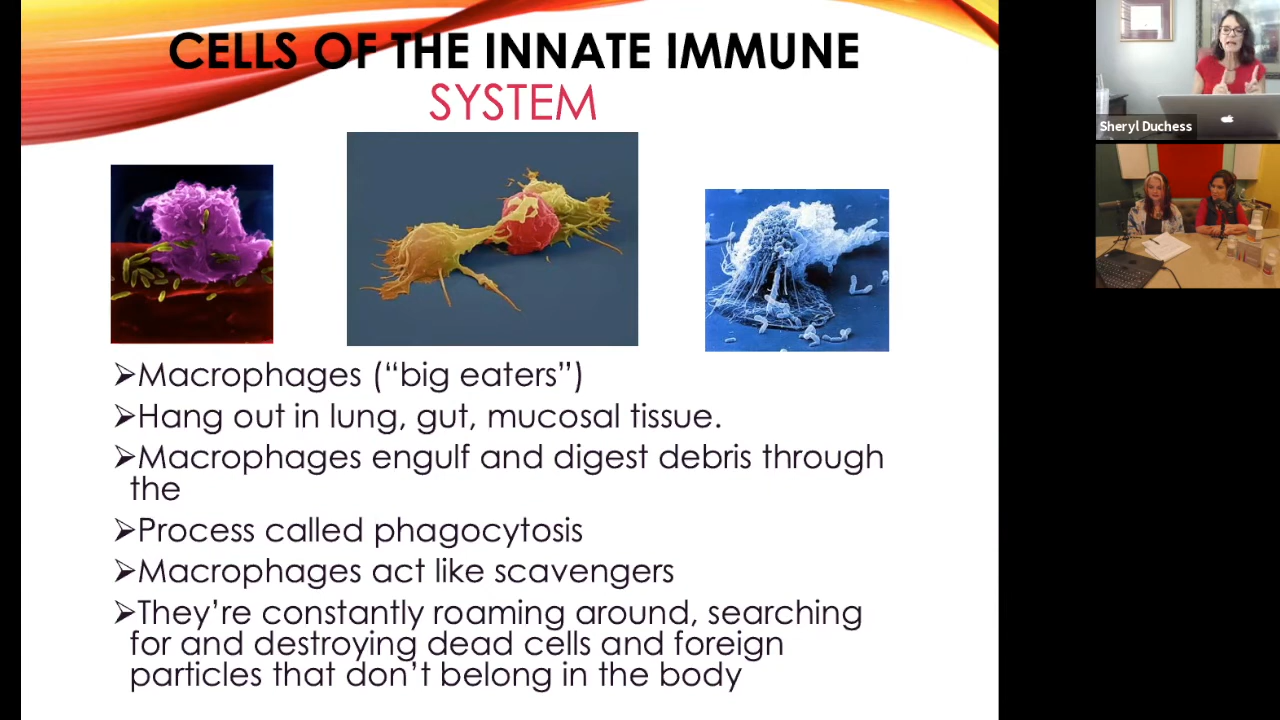 CELLS OF THE INNATE IMMUNE
SYSTEM
Sheryl Duchess
➢Macrophages (“big eaters”)
➢Hang out in lung, gut, mucosal tissue.
➢Macrophages engulf and digest debris through
the
➢Process called phagocytosis
➢Macrophages act like scavengers
➢They’re constantly roaming around, searching
for and destroying dead cells and foreign
particles that don’t belong in the body